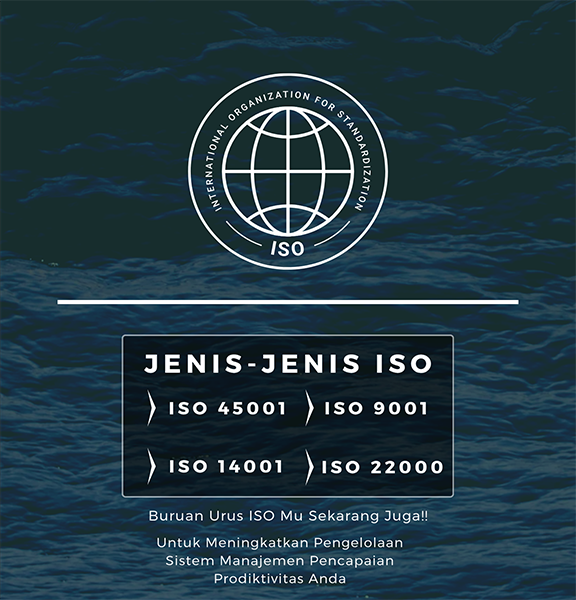 INTERNATIONAL ORGANIZATION FOR STANDARDIZATION
ISO
JENIS-JENIS ISO
ISO 45001
ISO 9001
ISO 14001
ISO 22000
Buruan Urus ISO Mu Sekarang Juga!!
Untuk Meningkatkan Pengelolaan
Sistem Manajemen Pencapaian
Prodiktivitas Anda